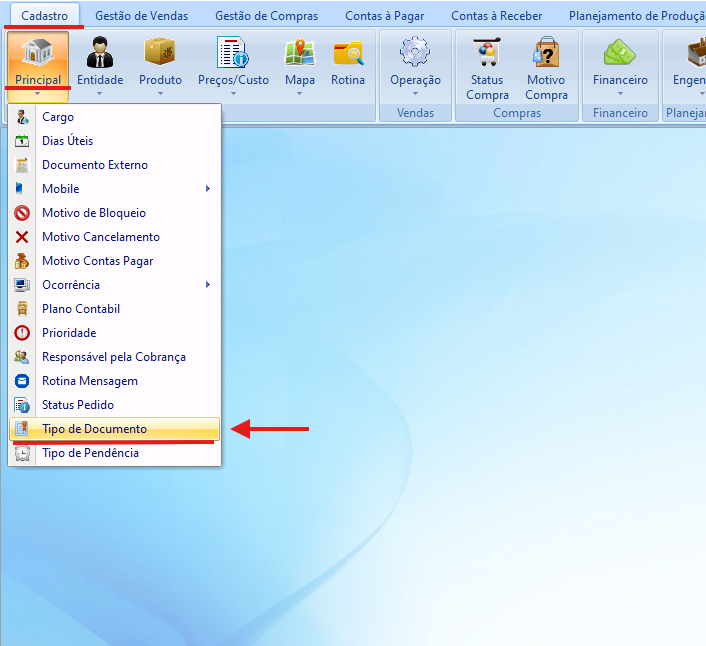 Cadastro Gestão de Vendas Gestão de Compras Contas à Pagar Contas à Receber Planejamento de Produçã
Principal Entidade Produto Preços/Custo Mapa Rotina Operação Status Compra Motivo Compra Financeiro Engen
Vendas Compras Financeiro Planeja
Cargo
Dias Úteis
Documento Externo
Mobile
Motivo de Bloqueio
Motivo Cancelamento
Motivo Contas Pagar
Ocorrência
Plano Contabil
Prioridade
Responsável pela Cobrança
Rotina Mensagem
Status Pedido
Tipo de Documento
Tipo de Pendência